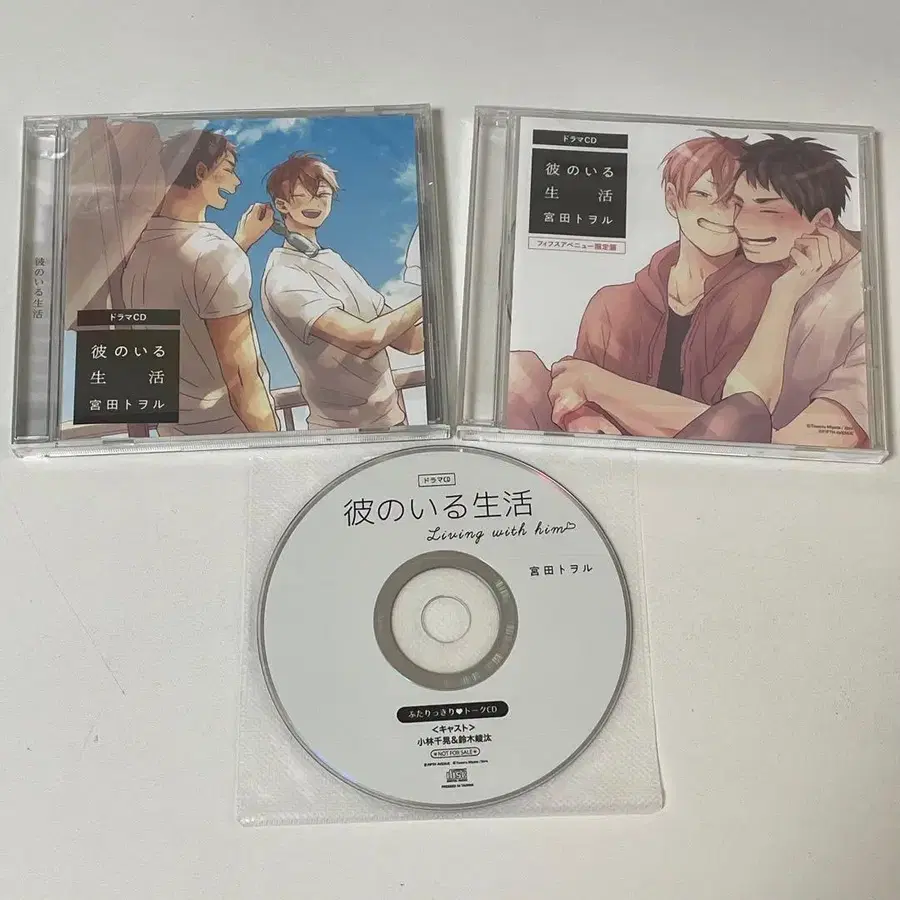 彼のいる生活
ドラマCD
彼のいる
生活
宮田トヲル
ドラマCD
彼のいる
生活
宮田トヲル
フィフスアベニュー限定盤
ドラマCD
彼のいる生活
Living with him
宮田トヲル
ふたりっきり♥トークCD
<キャスト>
小林千晃&鈴木崚汰
※NOT FOR SALE※